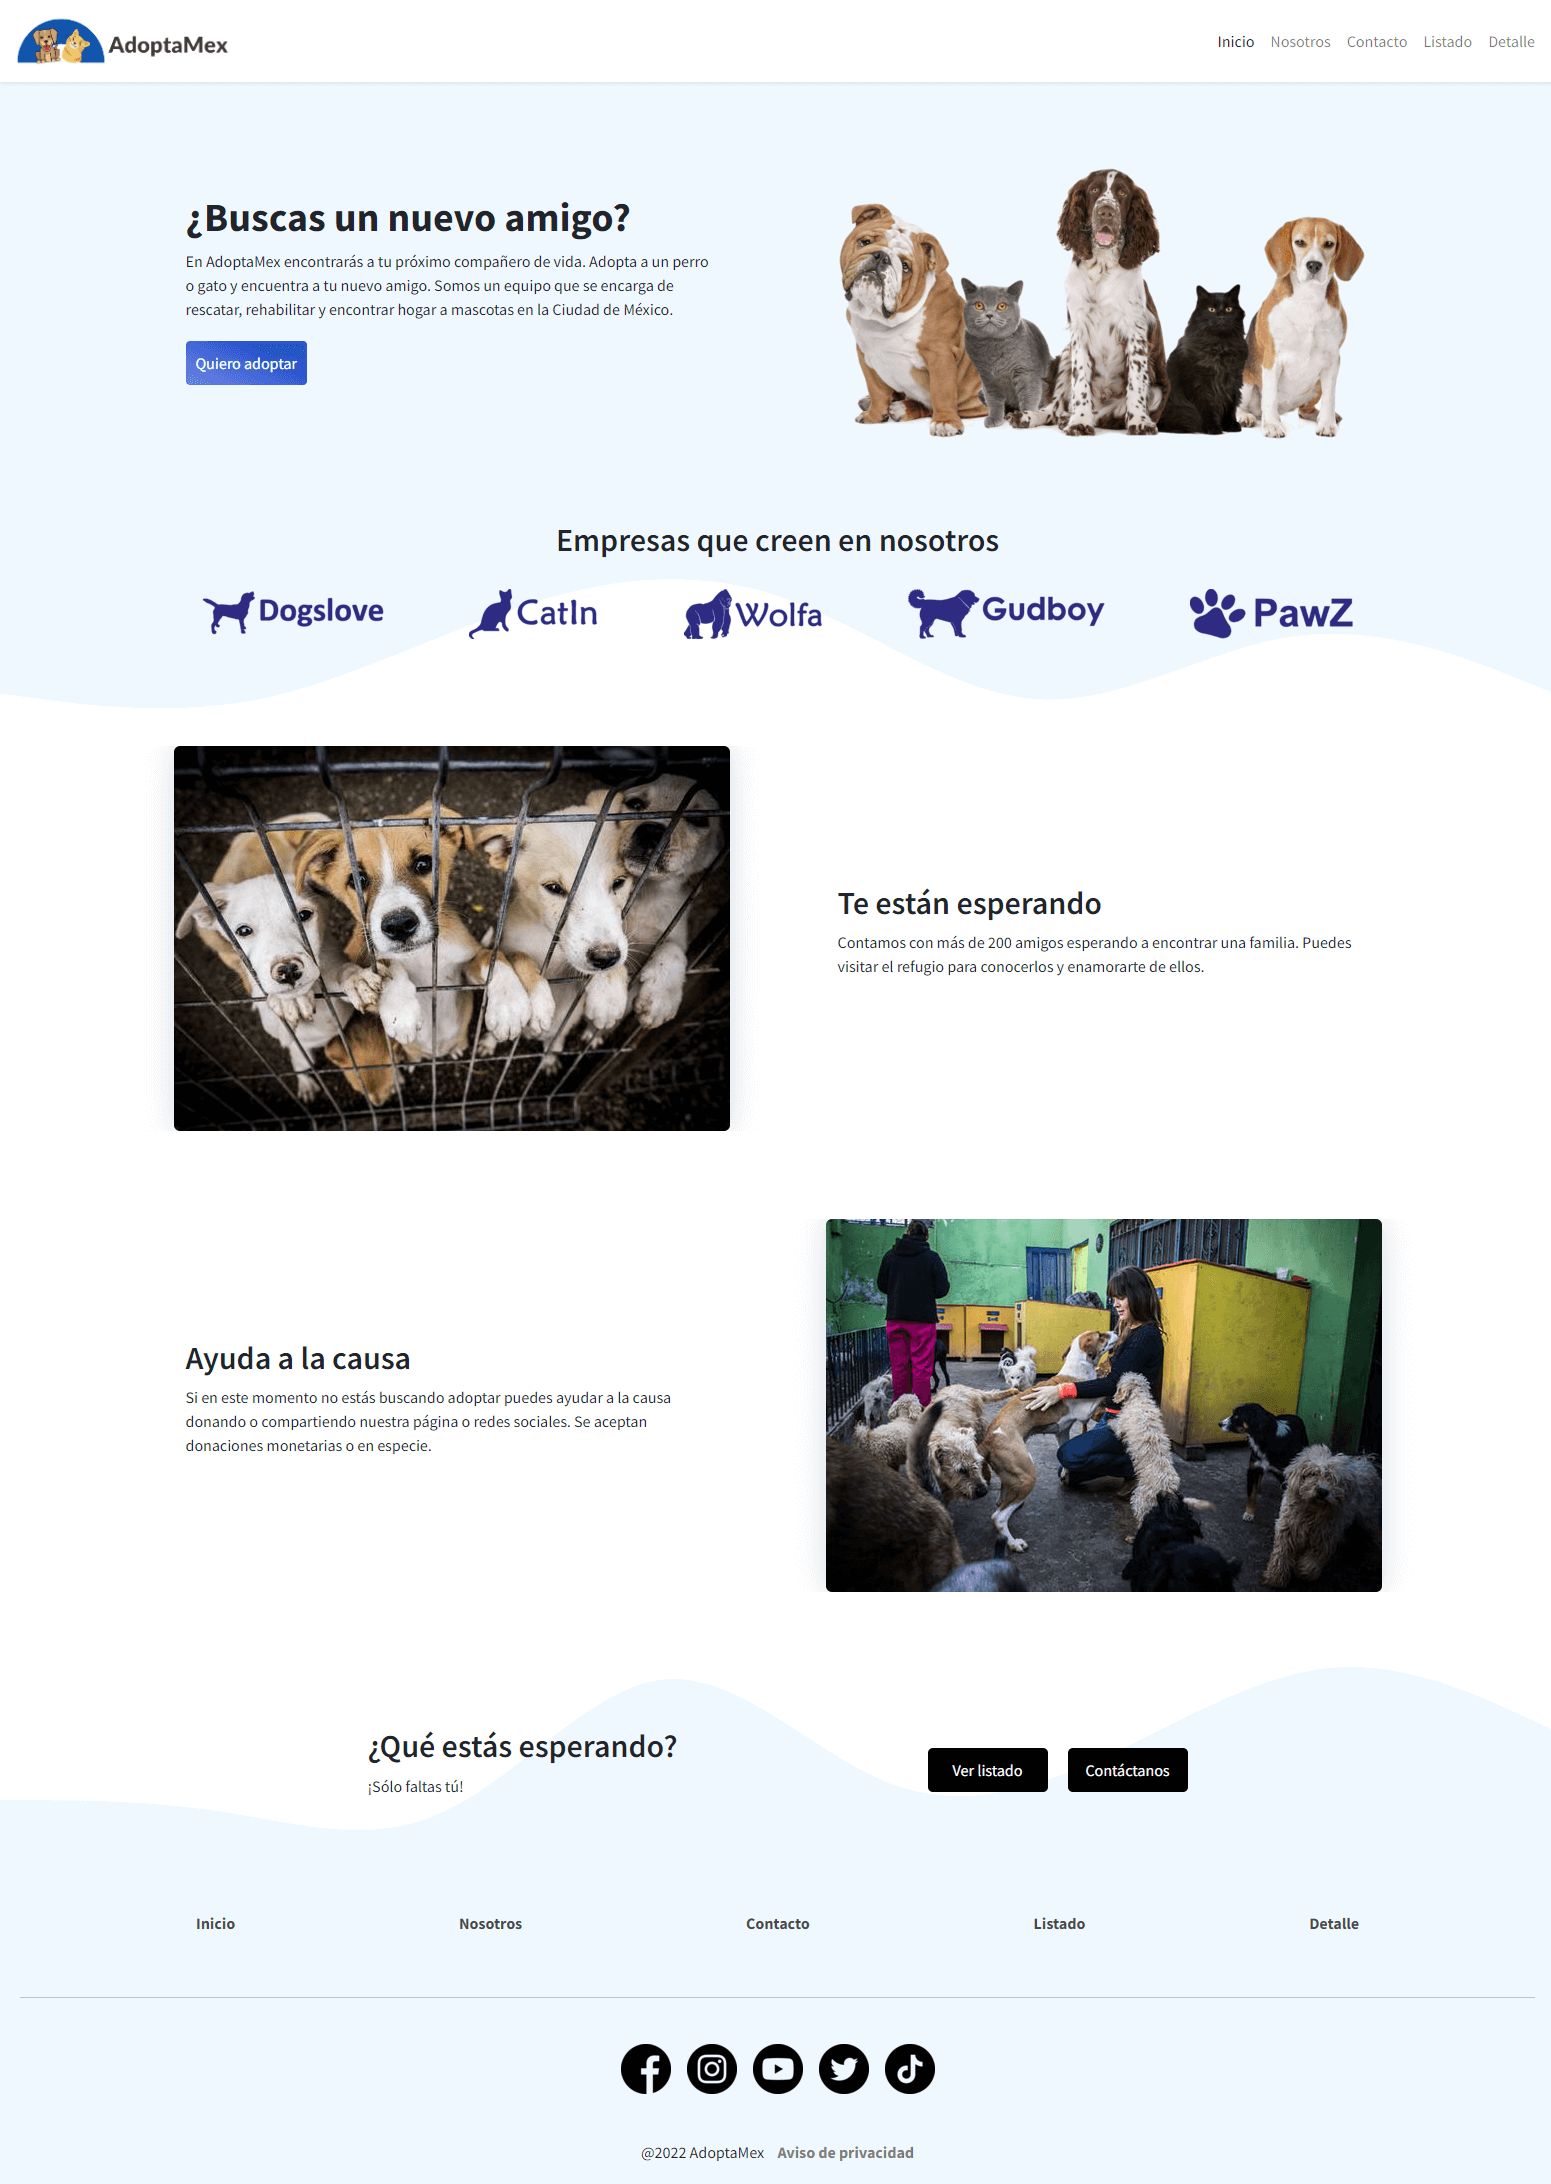 AdoptaMex
Inicio Nosotros Contacto Listado Detalle
¿Buscas un nuevo amigo?
En AdoptaMex encontrarás a tu próximo compañero de vida. Adopta a un perro
o gato y encuentra a tu nuevo amigo. Somos un equipo que se encarga de
rescatar, rehabilitar y encontrar hogar a mascotas en la Ciudad de México.
Quiero adoptar
Empresas que creen en nosotros
Dogslove CatIn Wolfa Gudboy PawZ
Te están esperando
Contamos con más de 200 amigos esperando a encontrar una familia. Puedes
visitar el refugio para conocerlos y enamorarte de ellos.
Ayuda a la causa
Si en este momento no estás buscando adoptar puedes ayudar a la causa
donando o compartiendo nuestra página o redes sociales. Se aceptan
donaciones monetarias o en especie.
¿Qué estás esperando?
¡Sólo faltas tú!
Ver listado Contáctanos
Inicio Nosotros Contacto Listado Detalle
@2022 AdoptaMex Aviso de privacidad